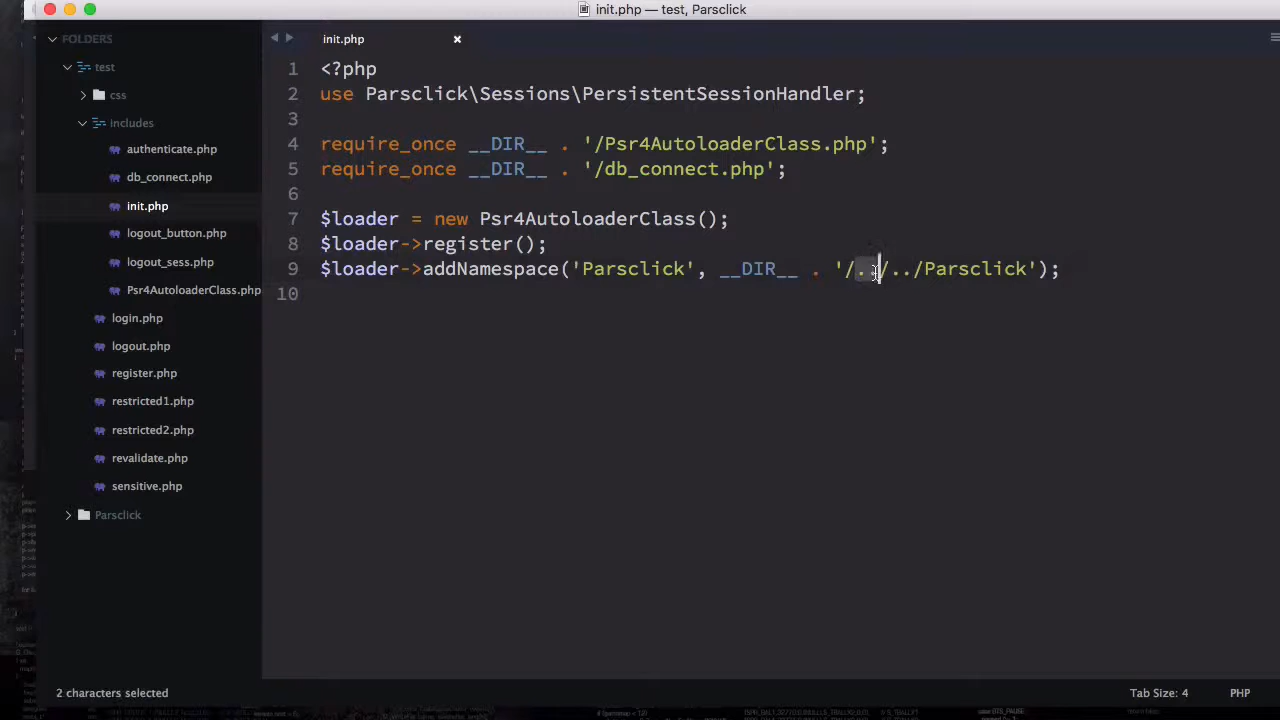 init.php — test, Parsclick
FOLDERS
test
css
includes
authenticate.php
db_connect.php
init.php
logout_button.php
logout_sess.php
Psr4AutoloaderClass.php
login.php
logout.php
register.php
restricted1.php
restricted2.php
revalidate.php
sensitive.php
Parsclick
init.php
1 <?php
2 use Parsclick\Sessions\PersistentSessionHandler;
3
4 require_once __DIR__ . '/Psr4AutoloaderClass.php';
5 require_once __DIR__ . '/db_connect.php';
6
7 $loader = new Psr4AutoloaderClass();
8 $loader->register();
9 $loader->addNamespace('Parsclick', __DIR__ . '/../../Parsclick');
10
2 characters selected
Tab Size: 4
PHP